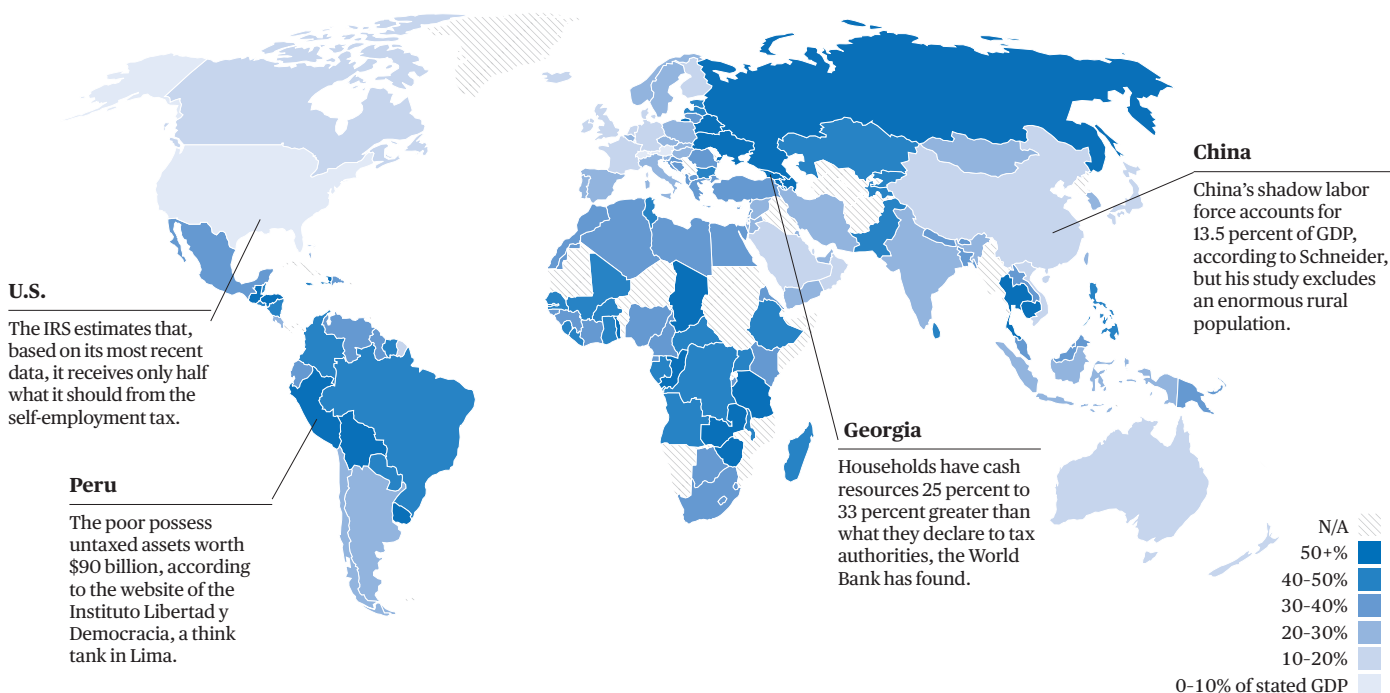 China
China's shadow labor
force accounts for
13.5 percent of GDP,
according to Schneider,
but his study excludes
an enormous rural
population.
U.S.
The IRS estimates that,
based on its most recent
data, it receives only half
what it should from the
self-employment tax.
Georgia
Households have cash
resources 25 percent to
33 percent greater than
what they declare to tax
authorities, the World
Bank has found.
Peru
The poor possess
untaxed assets worth
$90 billion, according
to the website of the
Instituto Libertad y
Democracia, a think
tank in Lima.
N/A
50+%
40-50%
30-40%
20-30%
10-20%
0-10% of stated GDP